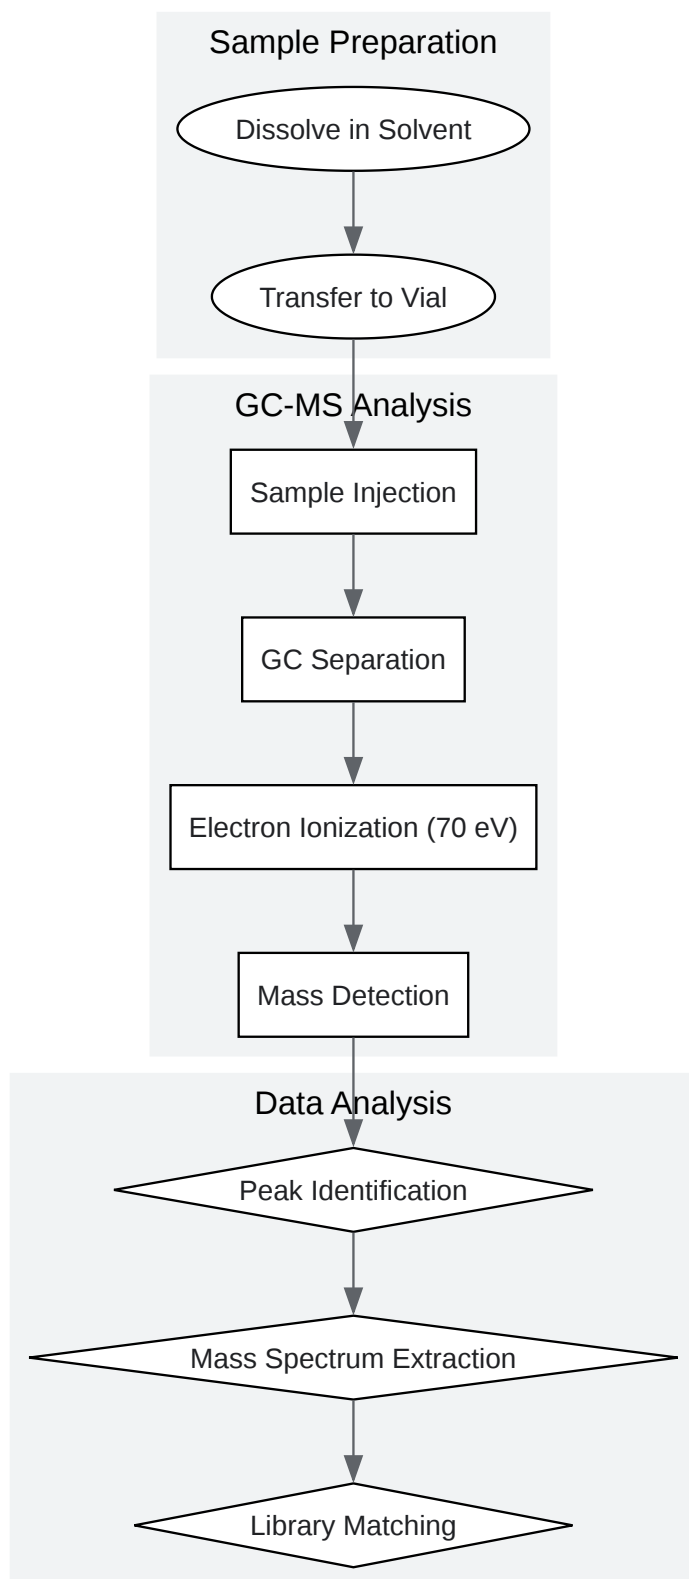 Sample Preparation
Dissolve in Solvent
Transfer to Vial
GC-MS Analysis
Sample Injection
GC Separation
Electron Ionization (70 eV)
Mass Detection
Data Analysis
Peak Identification
Mass Spectrum Extraction
Library Matching